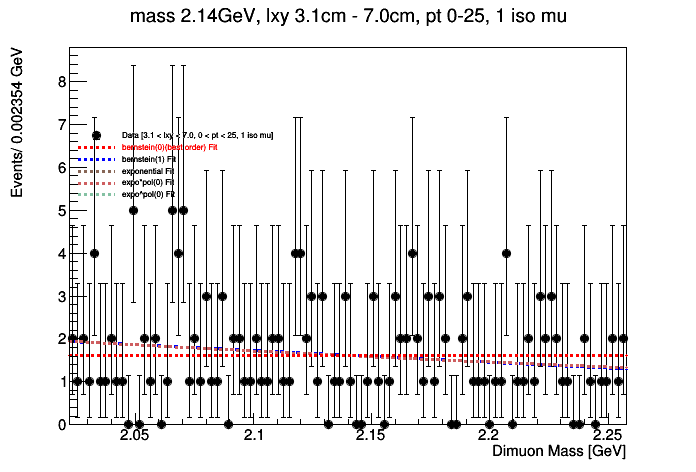 mass 2.14GeV, lxy 3.1cm - 7.0cm, pt 0-25, 1 iso mu
Events/ 0.002354 GeV
8
7
Data [3.1 < lxy < 7.0, 0 < pt < 25, 1 iso mu]
bernstein(0)(best order) Fit
bernstein(1) Fit
exponential Fit
expo*pol(0) Fit
expo*pol(0) Fit
6
5
4
3
2
1
0
2.05
2.1
2.15
2.2
2.25
Dimuon Mass [GeV]